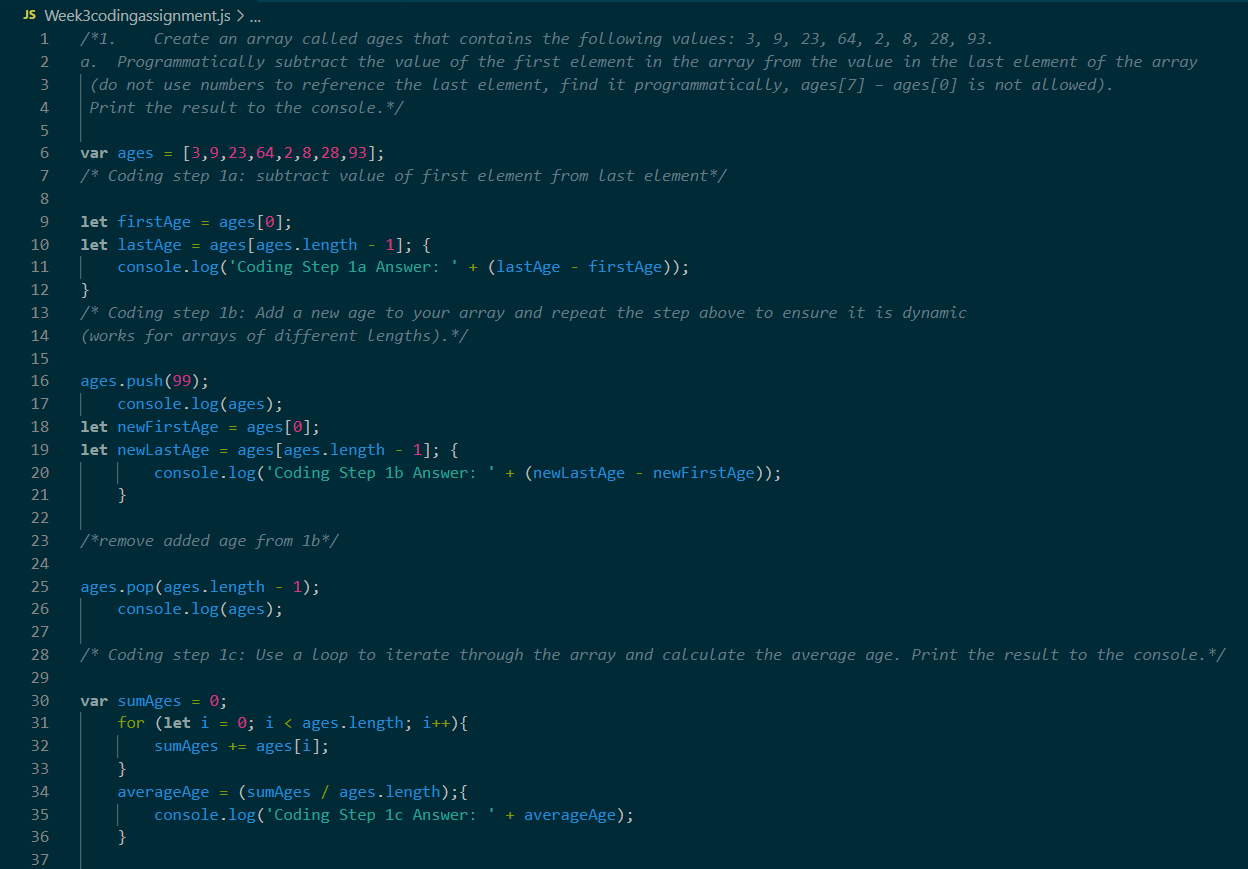 JS Week3codingassignment.js > ...
1 /*1. Create an array called ages that contains the following values: 3, 9, 23, 64, 2, 8, 28, 93.
2 a. Programmatically subtract the value of the first element in the array from the value in the last element of the array
3 (do not use numbers to reference the last element, find it programmatically, ages[7] – ages[0] is not allowed).
4 Print the result to the console.*/
5
6 var ages = [3,9,23,64,2,8,28,93];
7 /* Coding step 1a: subtract value of first element from last element*/
8
9 let firstAge = ages[0];
10 let lastAge = ages[ages.length - 1]; {
11 console.log('Coding Step 1a Answer: ' + (lastAge - firstAge));
12 }
13 /* Coding step 1b: Add a new age to your array and repeat the step above to ensure it is dynamic
14 (works for arrays of different lengths).*/
15
16 ages.push(99);
17 console.log(ages);
18 let newFirstAge = ages[0];
19 let newLastAge = ages[ages.length - 1]; {
20 console.log('Coding Step 1b Answer: ' + (newLastAge - newFirstAge));
21 }
22
23 /*remove added age from 1b*/
24
25 ages.pop(ages.length - 1);
26 console.log(ages);
27
28 /* Coding step 1c: Use a loop to iterate through the array and calculate the average age. Print the result to the console.*/
29
30 var sumAges = 0;
31 for (let i = 0; i < ages.length; i++){
32 sumAges += ages[i];
33 }
34 averageAge = (sumAges / ages.length);{
35 console.log('Coding Step 1c Answer: ' + averageAge);
36 }
37